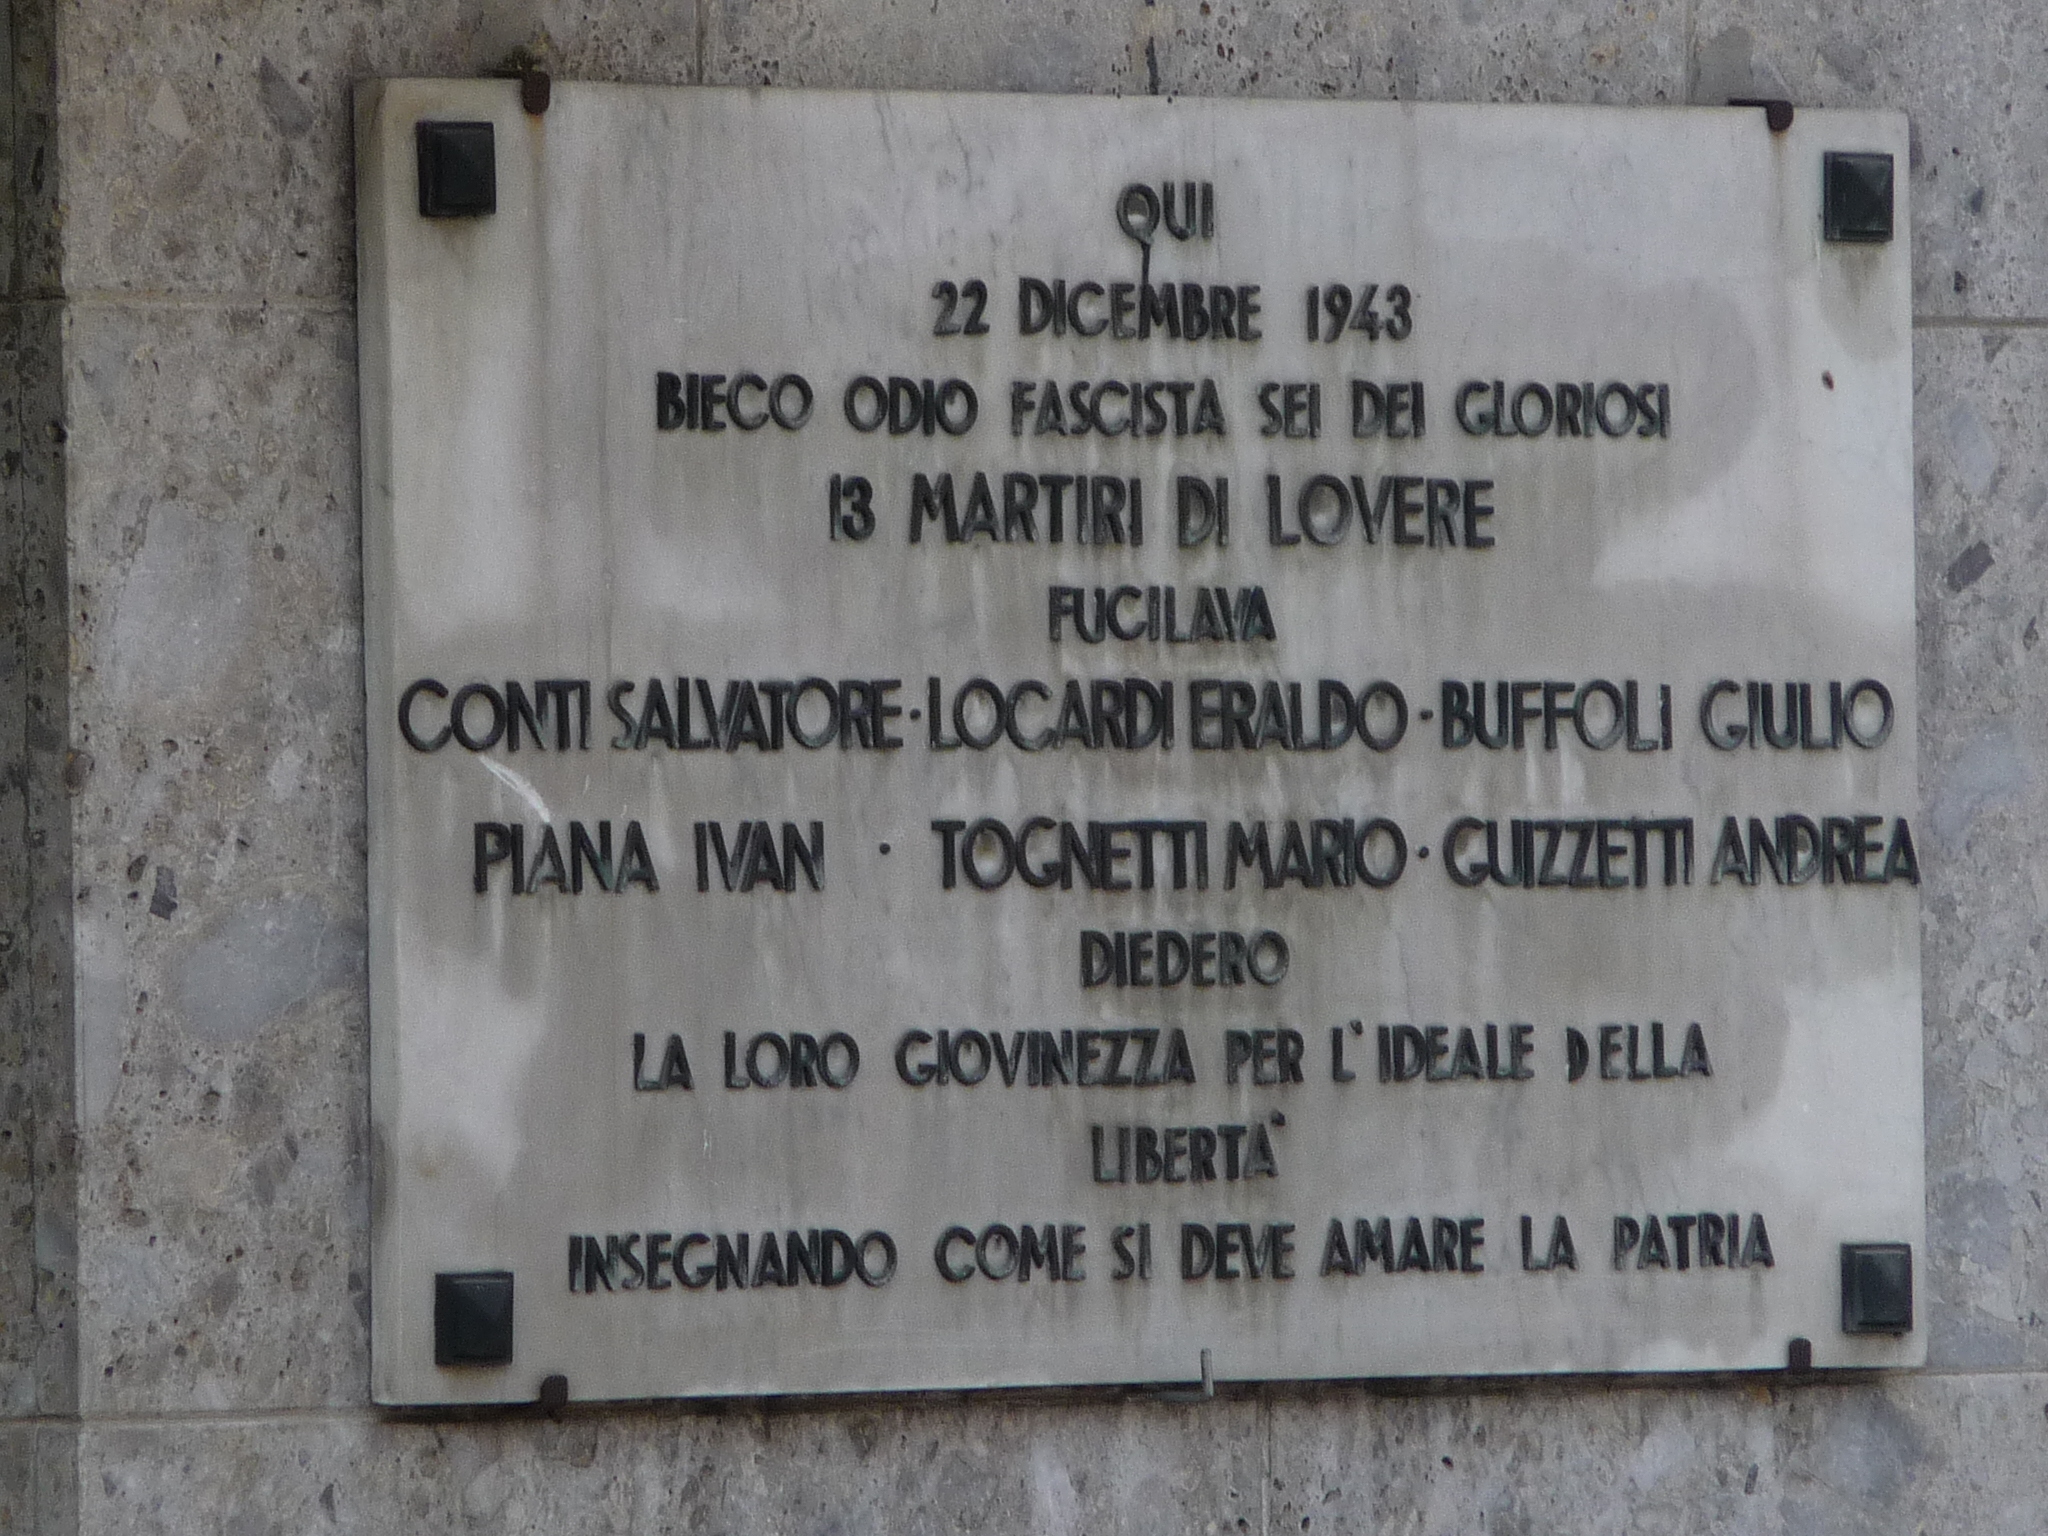 QUI
22 DICEMBRE 1943
BIECO ODIO FASCISTA SEI DEI GLORIOSI
13 MARTIRI DI LOVERE
FUCILAVA
CONTI SALVATORE · LOCARDI ERALDO · BUFFOLI GIULIO
PIANA IVAN · TOGNETTI MARIO · GUIZZETTI ANDREA
DIEDERO
LA LORO GIOVINEZZA PER L'IDEALE DELLA
LIBERTA'
INSEGNANDO COME SI DEVE AMARE LA PATRIA